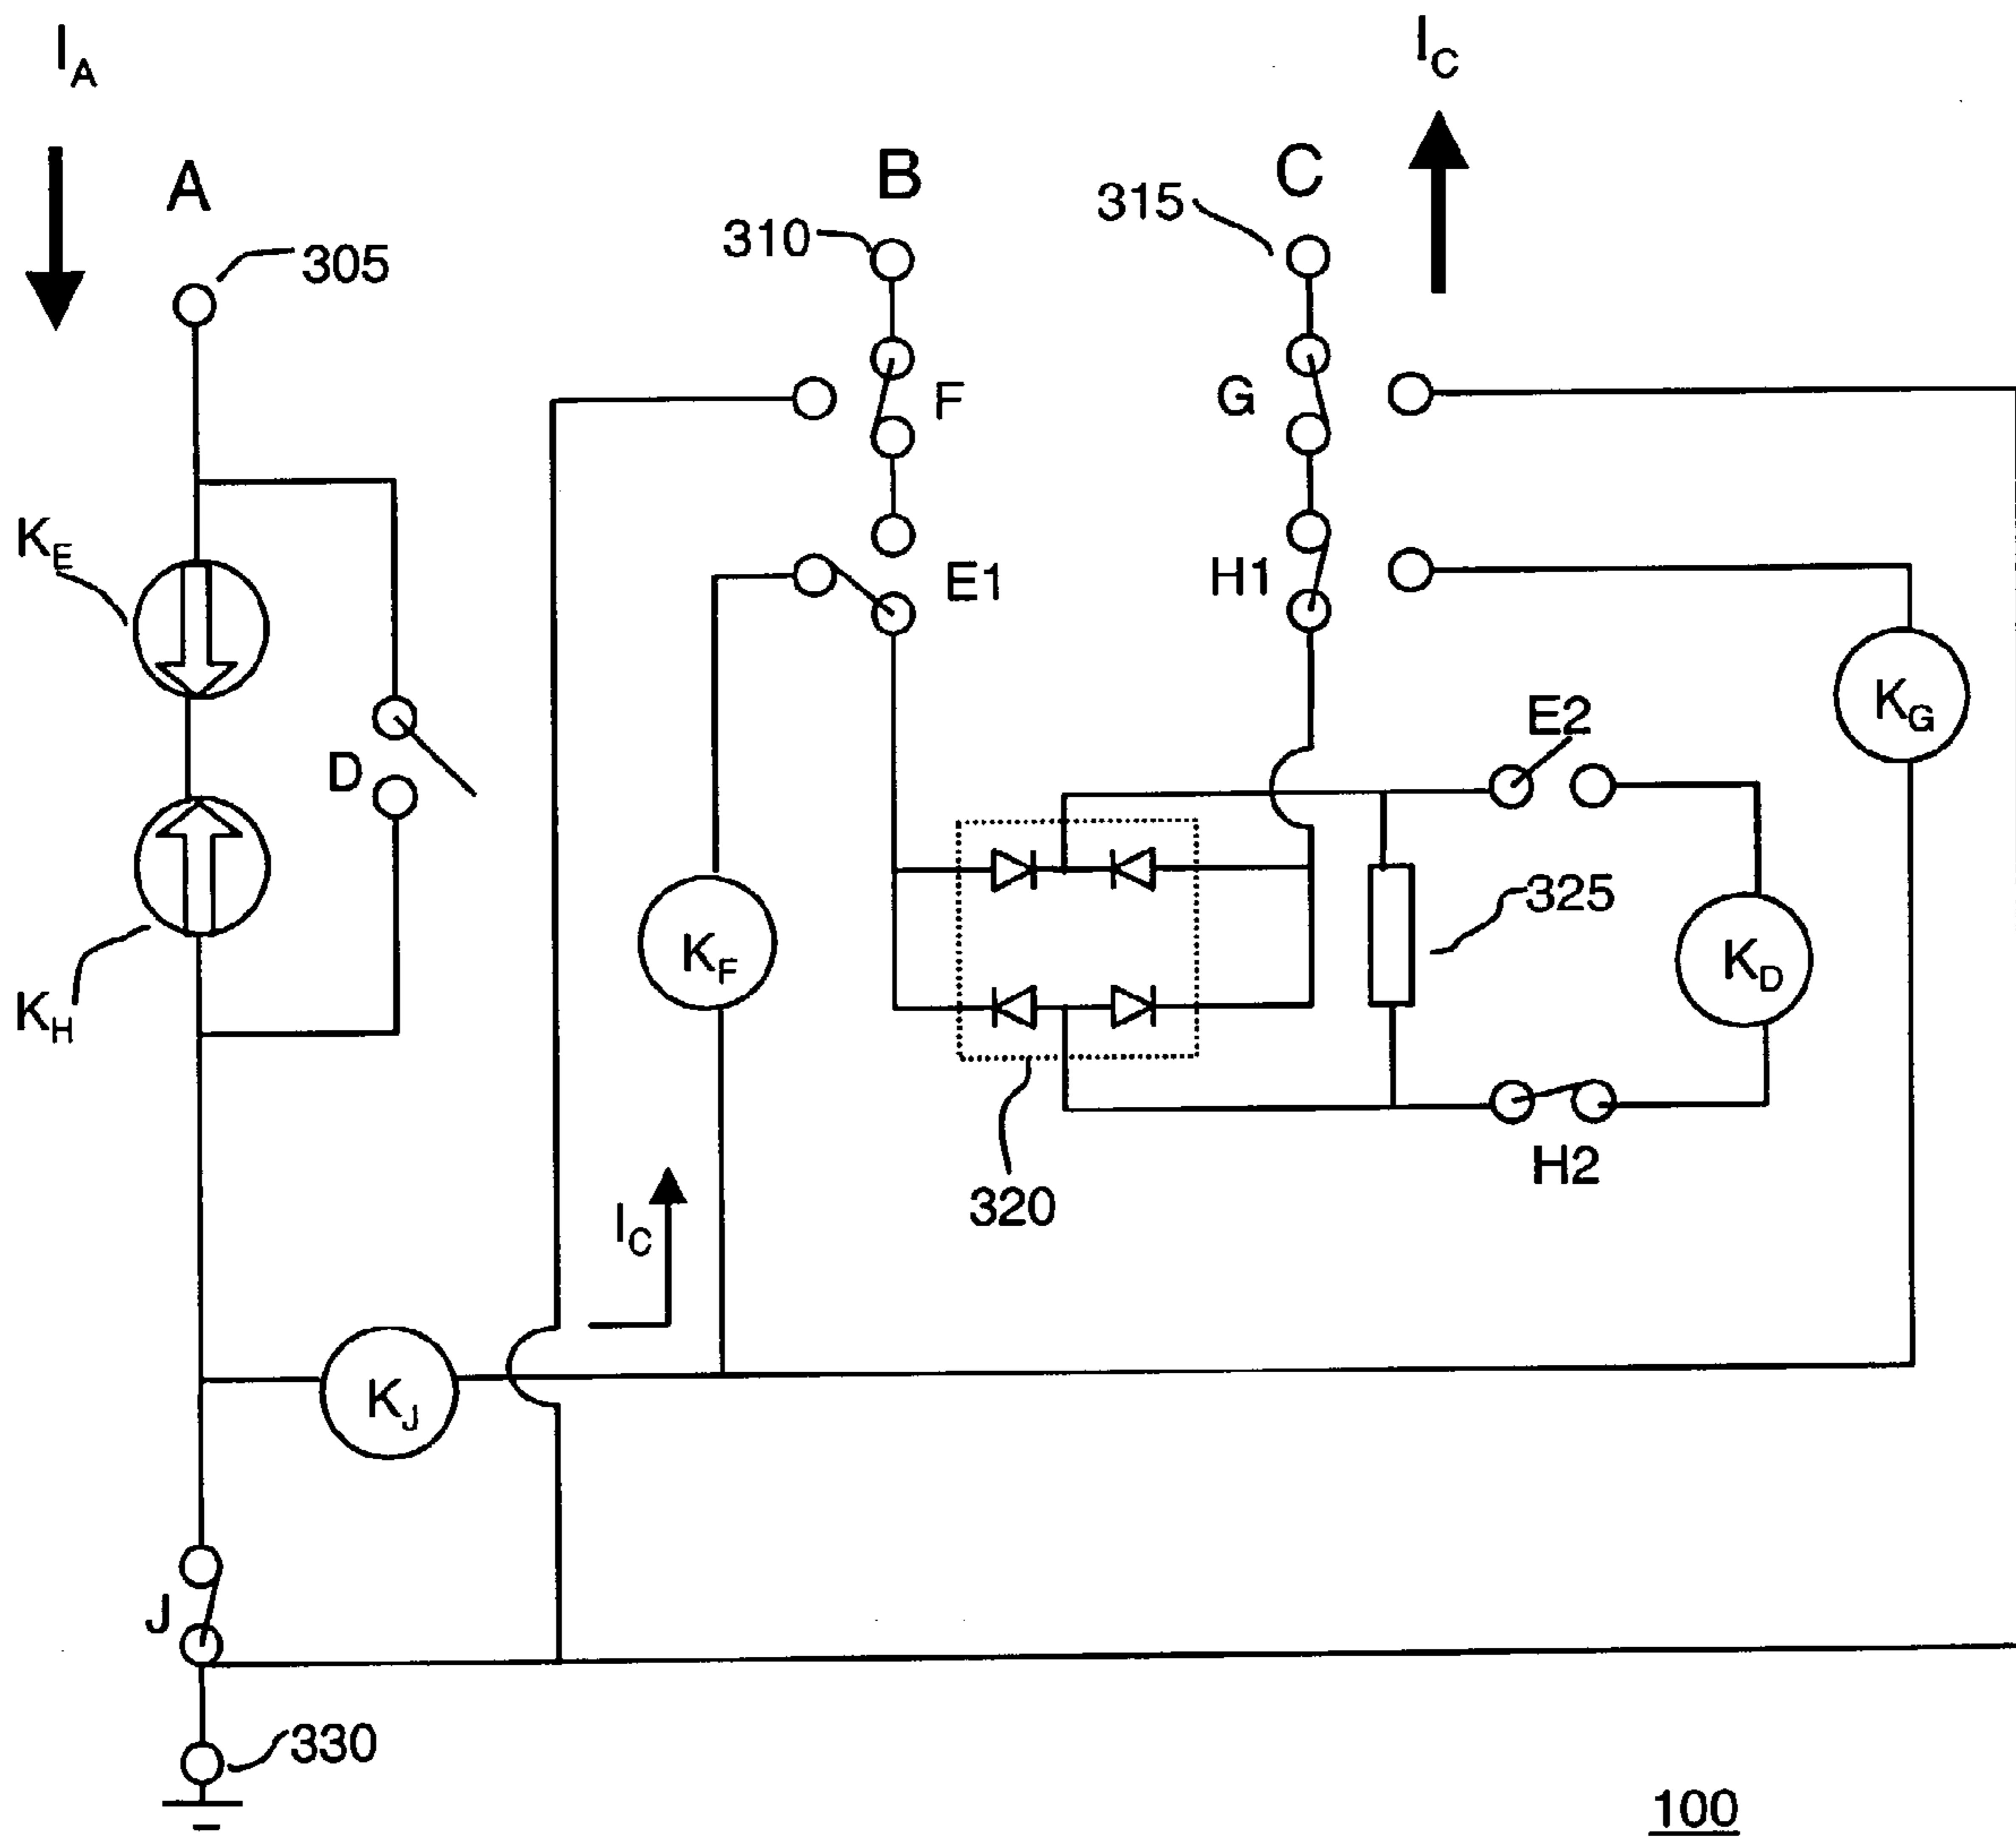 I_A
I_C
A
B
C
305
310
315
F
G
K_E
E1
H1
K_G
E2
D
K_H
K_F
325
K_D
H2
320
I_C
K_J
J
330
100